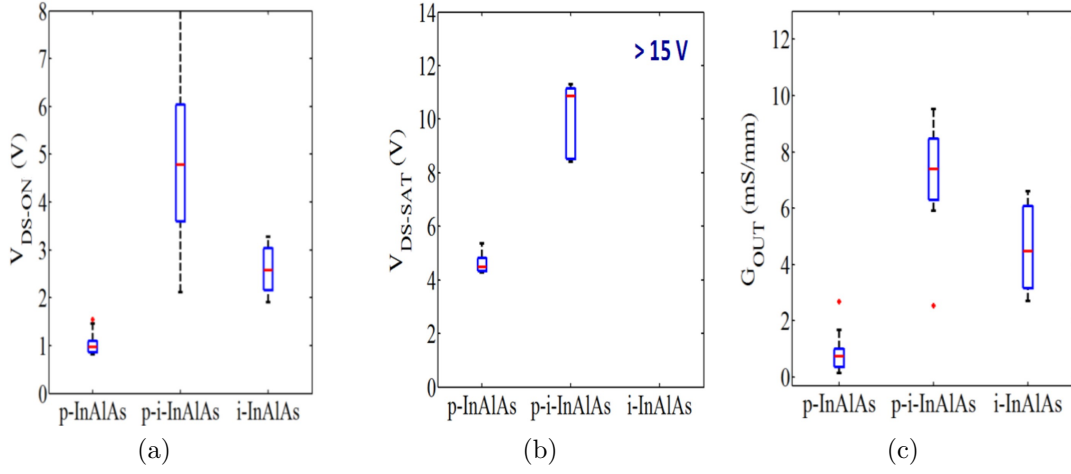 8
7
6
5
4
3
2
1
0
V_DS-ON (V)
p-InAlAs p-i-InAlAs i-InAlAs
(a)
14
12
10
8
6
4
2
0
V_DS-SAT (V)
> 15 V
p-InAlAs p-i-InAlAs i-InAlAs
(b)
12
10
8
6
4
2
0
G_OUT (mS/mm)
p-InAlAs p-i-InAlAs i-InAlAs
(c)